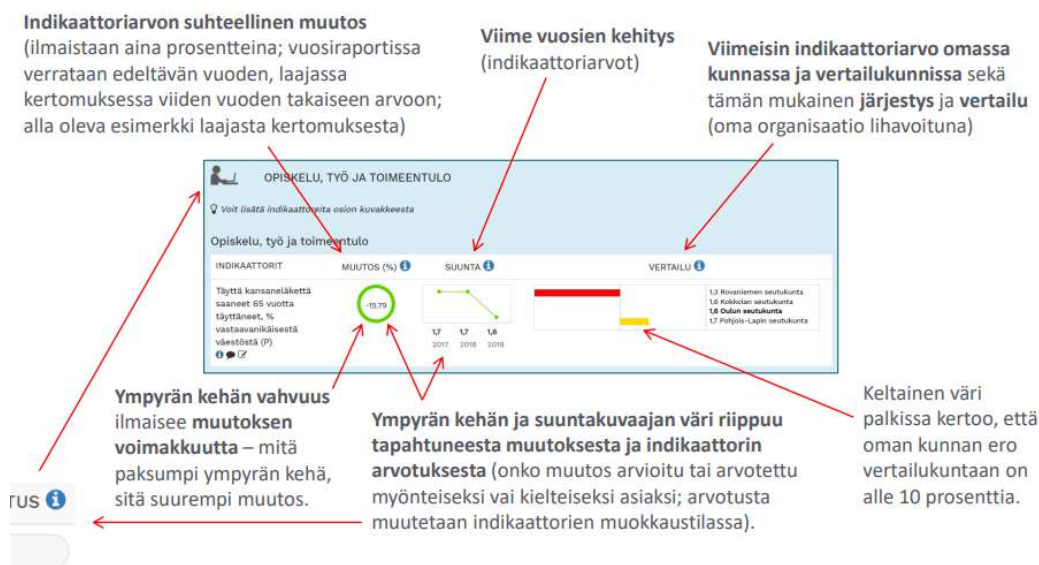 Indikaattoriarvon suhteellinen muutos
(ilmaistaan aina prosentteina; vuosiraportissa
verrataan edeltävän vuoden, laajassa
kertomuksessa viiden vuoden takaiseen arvoon;
alla oleva esimerkki laajasta kertomuksesta)
Viime vuosien kehitys
(indikaattoriarvot)
Viimeisin indikaattoriarvo omassa
kunnassa ja vertailukunnissa sekä
tämän mukainen järjestys ja vertailu
(oma organisaatio lihavoituna)
OPISKELU, TYÖ JA TOIMEENTULO
Voit lisätä indikaattoreita osion kuvakkeesta
Opiskelu, työ ja toimeentulo
INDIKAATTORIT
MUUTOS (%)
SUUNTA
VERTAILU
Täyttä kansaneläkettä
saaneet 65 vuotta
täyttäneet, %
vastaavanikäisestä
väestöstä (P)
-15.79
1,7 1,7 1,6
2017 2018 2019
1,3 Rovaniemen seutukunta
1,6 Kokkolan seutukunta
1,6 Oulun seutukunta
1,7 Pohjois-Lapin seutukunta
Ympyrän kehän vahvuus
ilmaisee muutoksen
voimakkuutta – mitä
paksumpi ympyrän kehä,
sitä suurempi muutos.
Ympyrän kehän ja suuntakuvaajan väri riippuu
tapahtuneesta muutoksesta ja indikaattorin
arvotuksesta (onko muutos arvioitu tai arvotettu
myönteiseksi vai kielteiseksi asiaksi; arvotusta
muutetaan indikaattorien muokkaustilassa).
Keltainen väri
palkissa kertoo, että
oman kunnan ero
vertailukuntaan on
alle 10 prosenttia.
TUS